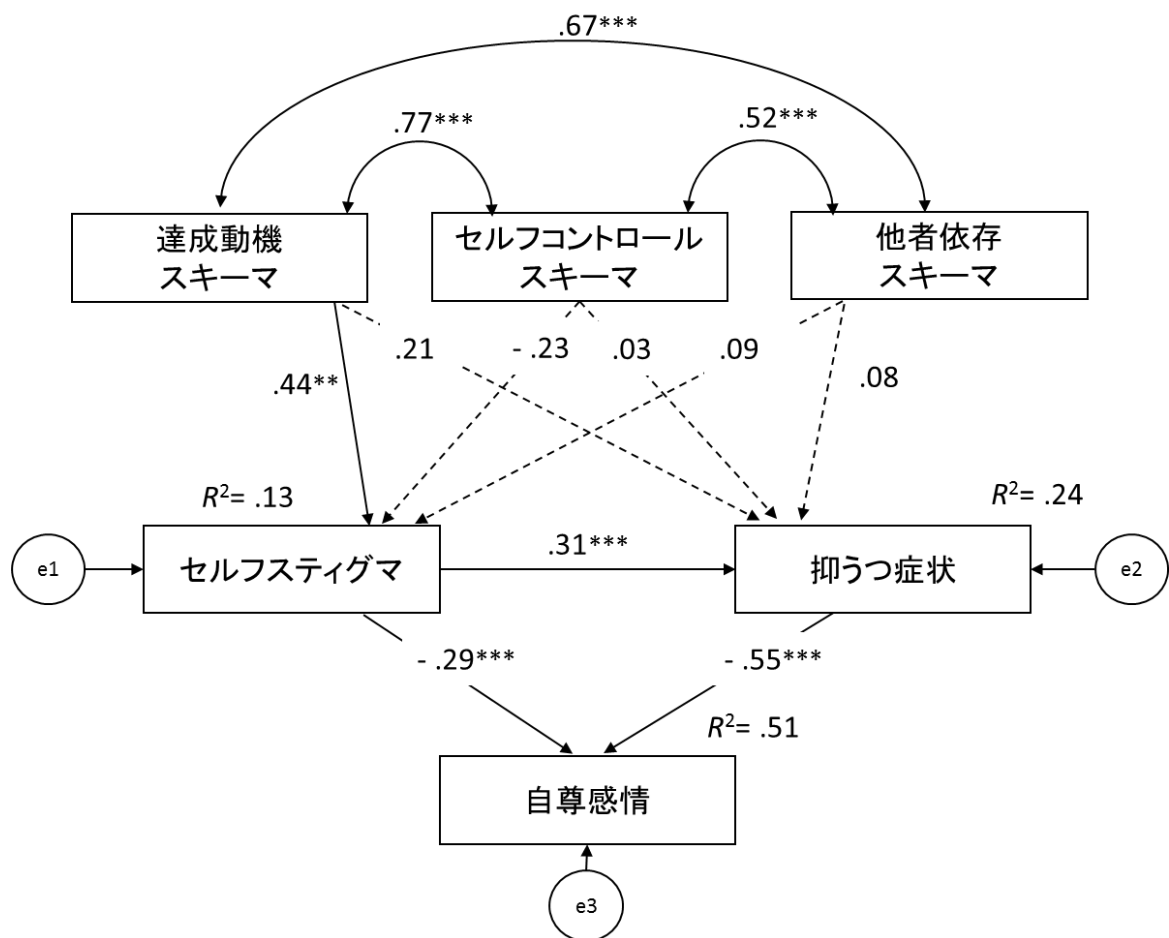 .67***
.77***
.52***
達成動機
スキーマ
セルフコントロール
スキーマ
他者依存
スキーマ
.21
- .23
.03
.09
.08
.44**
R²= .13
R²= .24
e1
セルフスティグマ
.31***
抑うつ症状
e2
- .29***
- .55***
R²= .51
自尊感情
e3